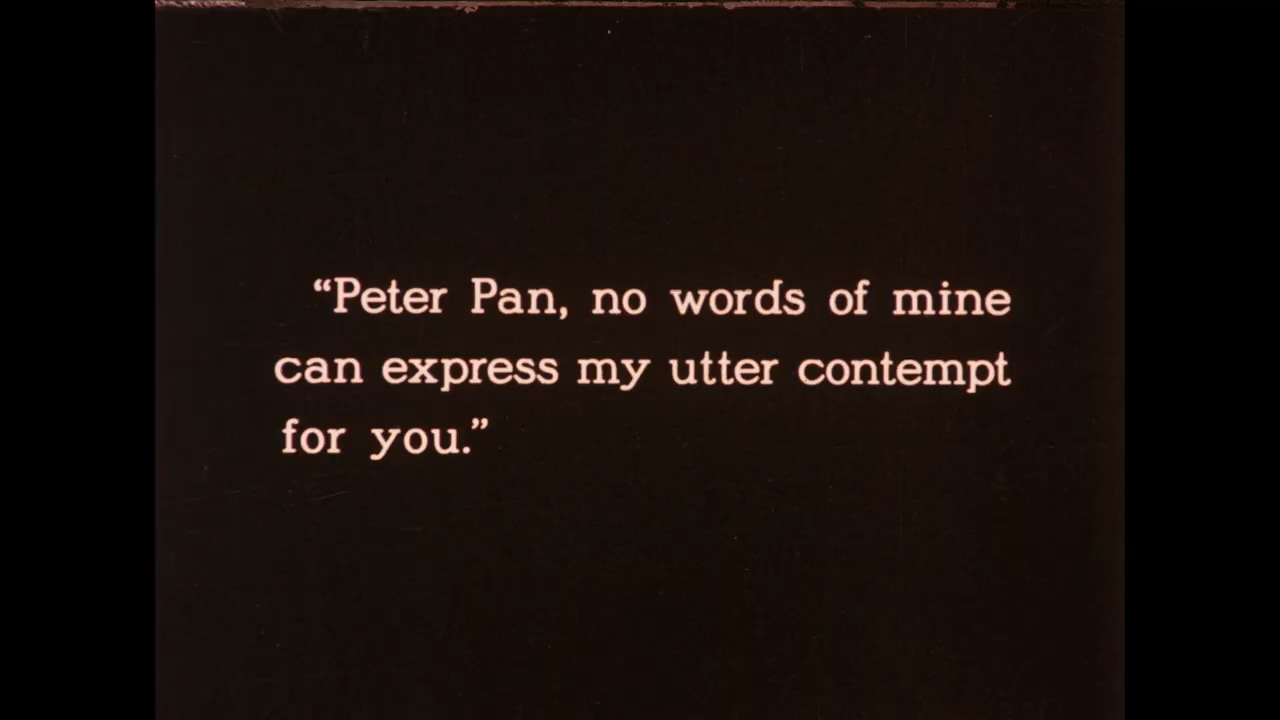 “Peter Pan, no words of mine
can express my utter contempt
for you.”